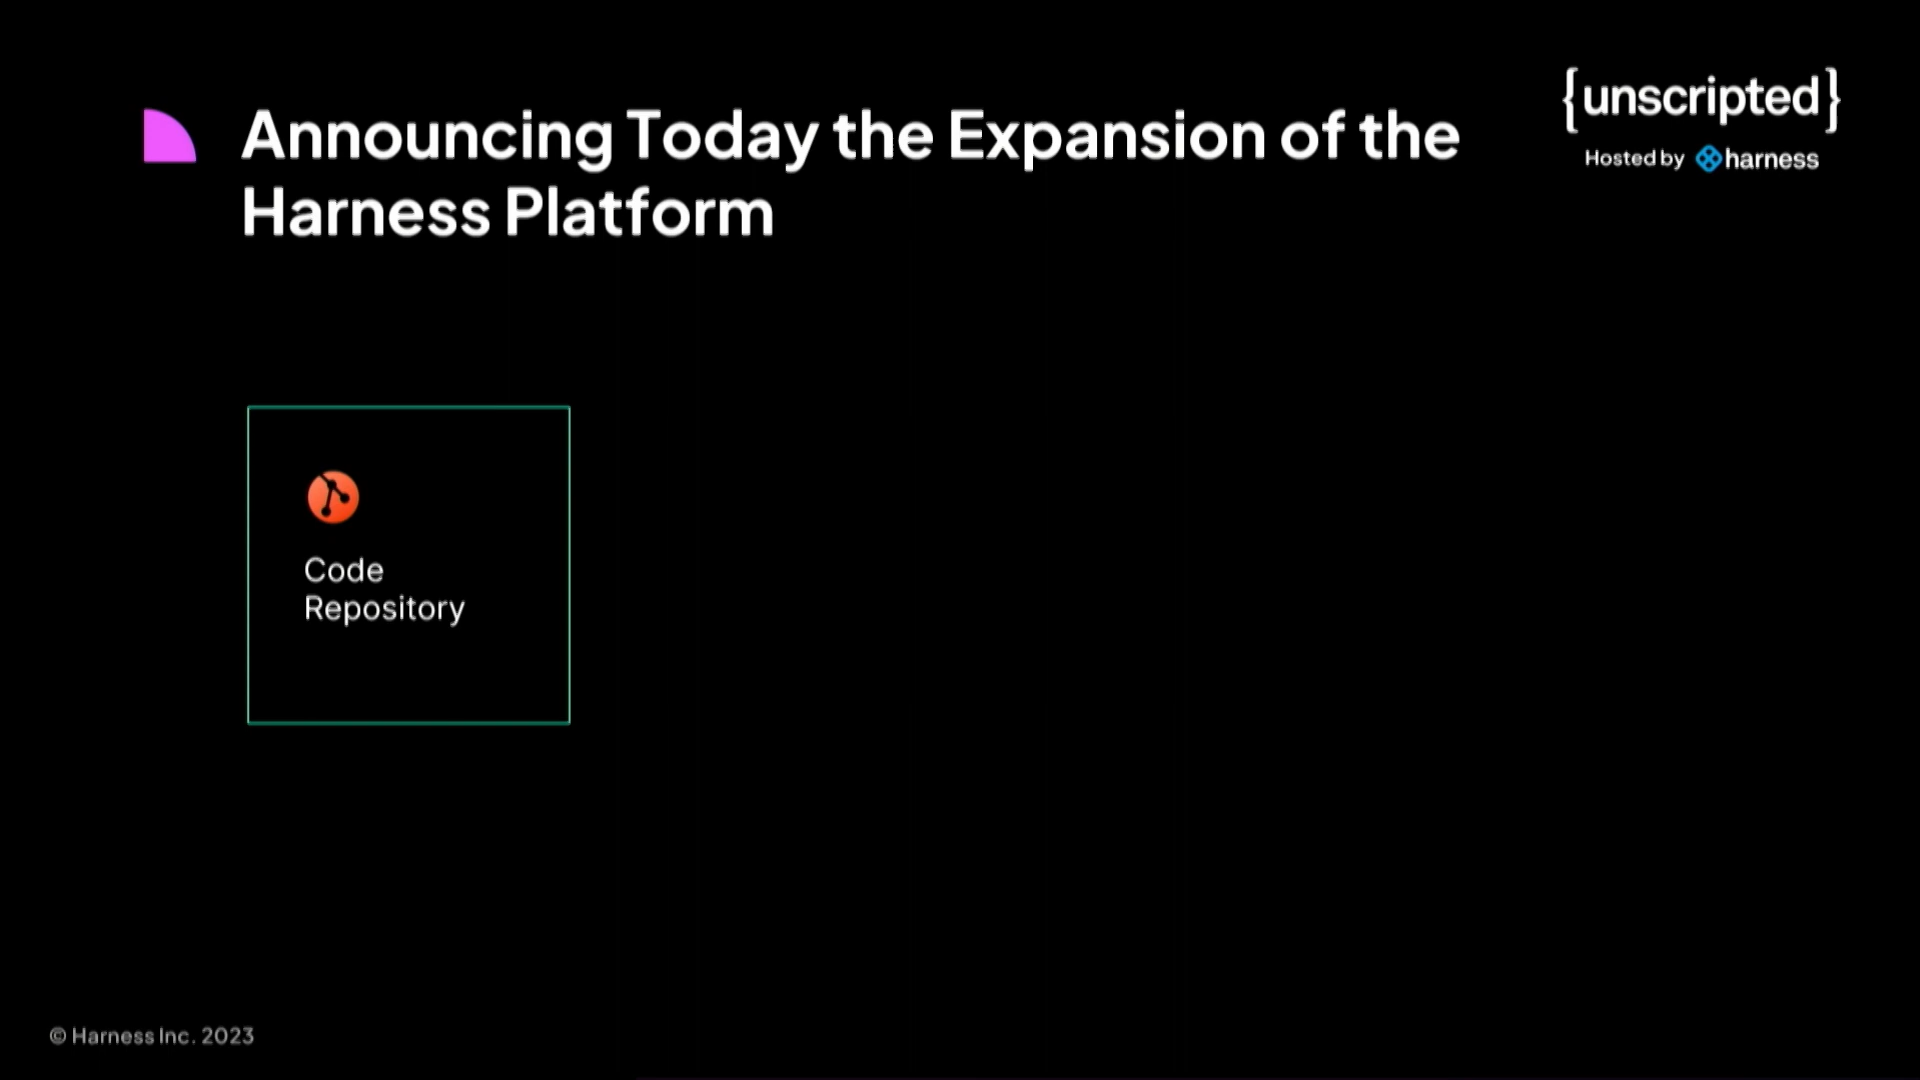 Announcing Today the Expansion of the
Harness Platform
{unscripted}
Hosted by harness
Code
Repository
© Harness Inc. 2023